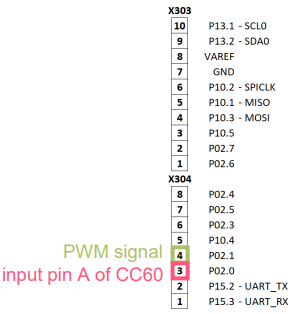 X303
10 P13.1 - SCL0
9 P13.2 - SDA0
8 VAREF
7 GND
6 P10.2 - SPICLK
5 P10.1 - MISO
4 P10.3 - MOSI
3 P10.5
2 P02.7
1 P02.6
X304
8 P02.4
7 P02.5
6 P02.3
5 P10.4
PWM signal 4 P02.1
input pin A of CC60 3 P02.0
2 P15.2 - UART_TX
1 P15.3 - UART_RX